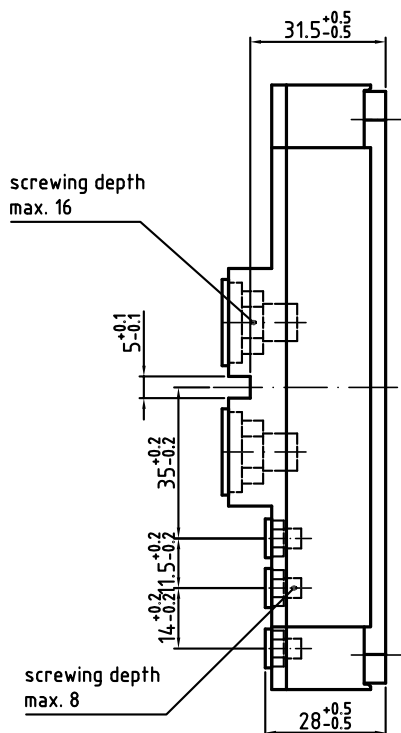 31.5+0.5-0.5
screwing depth
max. 16
5+0.1-0.1
35+0.2-0.2
11.5+0.2-0.2
14+0.2-0.2
screwing depth
max. 8
28+0.5-0.5